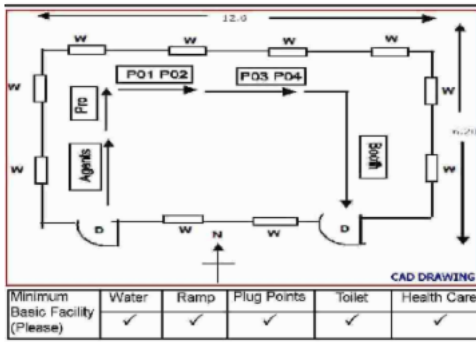 12.0
W W W W
P01 P02 P03 P04
W W
Pro
W W
Agents Booth
D D
W W
N
CAD DRAWING
Minimum Basic Facility (Please) Water Ramp Plug Points Toilet Health Care
✓ ✓ ✓ ✓ ✓